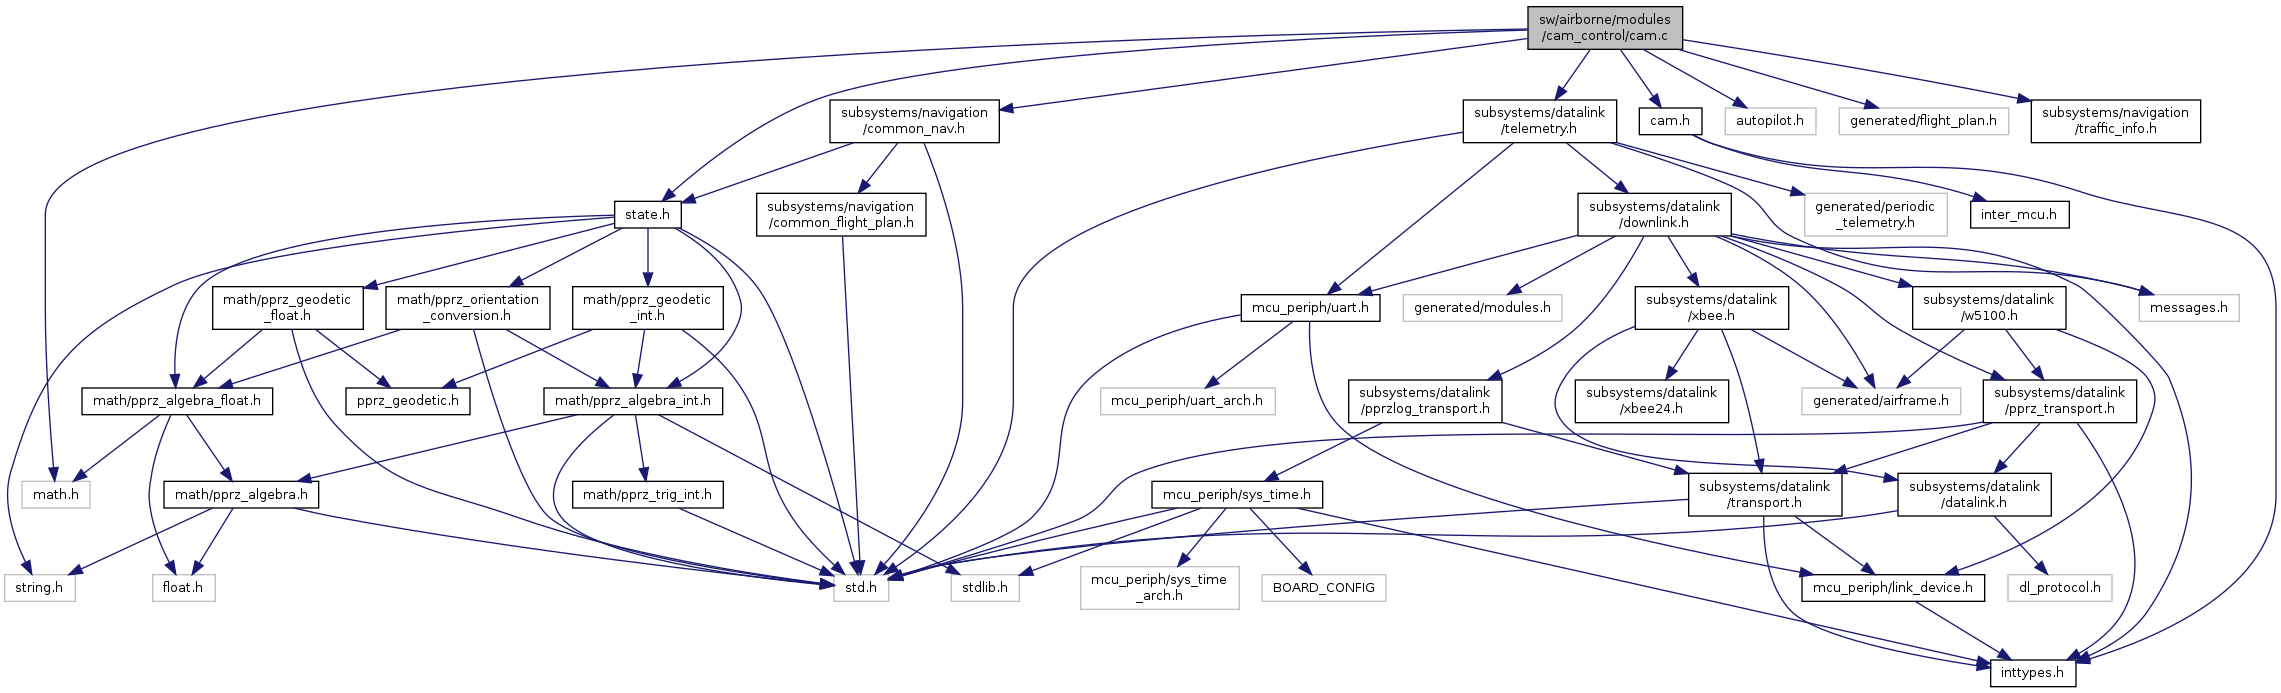 sw/airborne/modules
/cam_control/cam.c
subsystems/navigation
/common_nav.h
subsystems/datalink
/telemetry.h
cam.h
autopilot.h
generated/flight_plan.h
subsystems/navigation
/traffic_info.h
state.h
subsystems/navigation
/common_flight_plan.h
subsystems/datalink
/downlink.h
generated/periodic
_telemetry.h
inter_mcu.h
math/pprz_geodetic
_float.h
math/pprz_orientation
_conversion.h
math/pprz_geodetic
_int.h
mcu_periph/uart.h
generated/modules.h
subsystems/datalink
/xbee.h
subsystems/datalink
/w5100.h
messages.h
math/pprz_algebra_float.h
pprz_geodetic.h
math/pprz_algebra_int.h
mcu_periph/uart_arch.h
subsystems/datalink
/pprzlog_transport.h
subsystems/datalink
/xbee24.h
generated/airframe.h
subsystems/datalink
/pprz_transport.h
math.h
math/pprz_algebra.h
math/pprz_trig_int.h
mcu_periph/sys_time.h
subsystems/datalink
/transport.h
subsystems/datalink
/datalink.h
string.h
float.h
std.h
stdlib.h
mcu_periph/sys_time
_arch.h
BOARD_CONFIG
mcu_periph/link_device.h
dl_protocol.h
inttypes.h